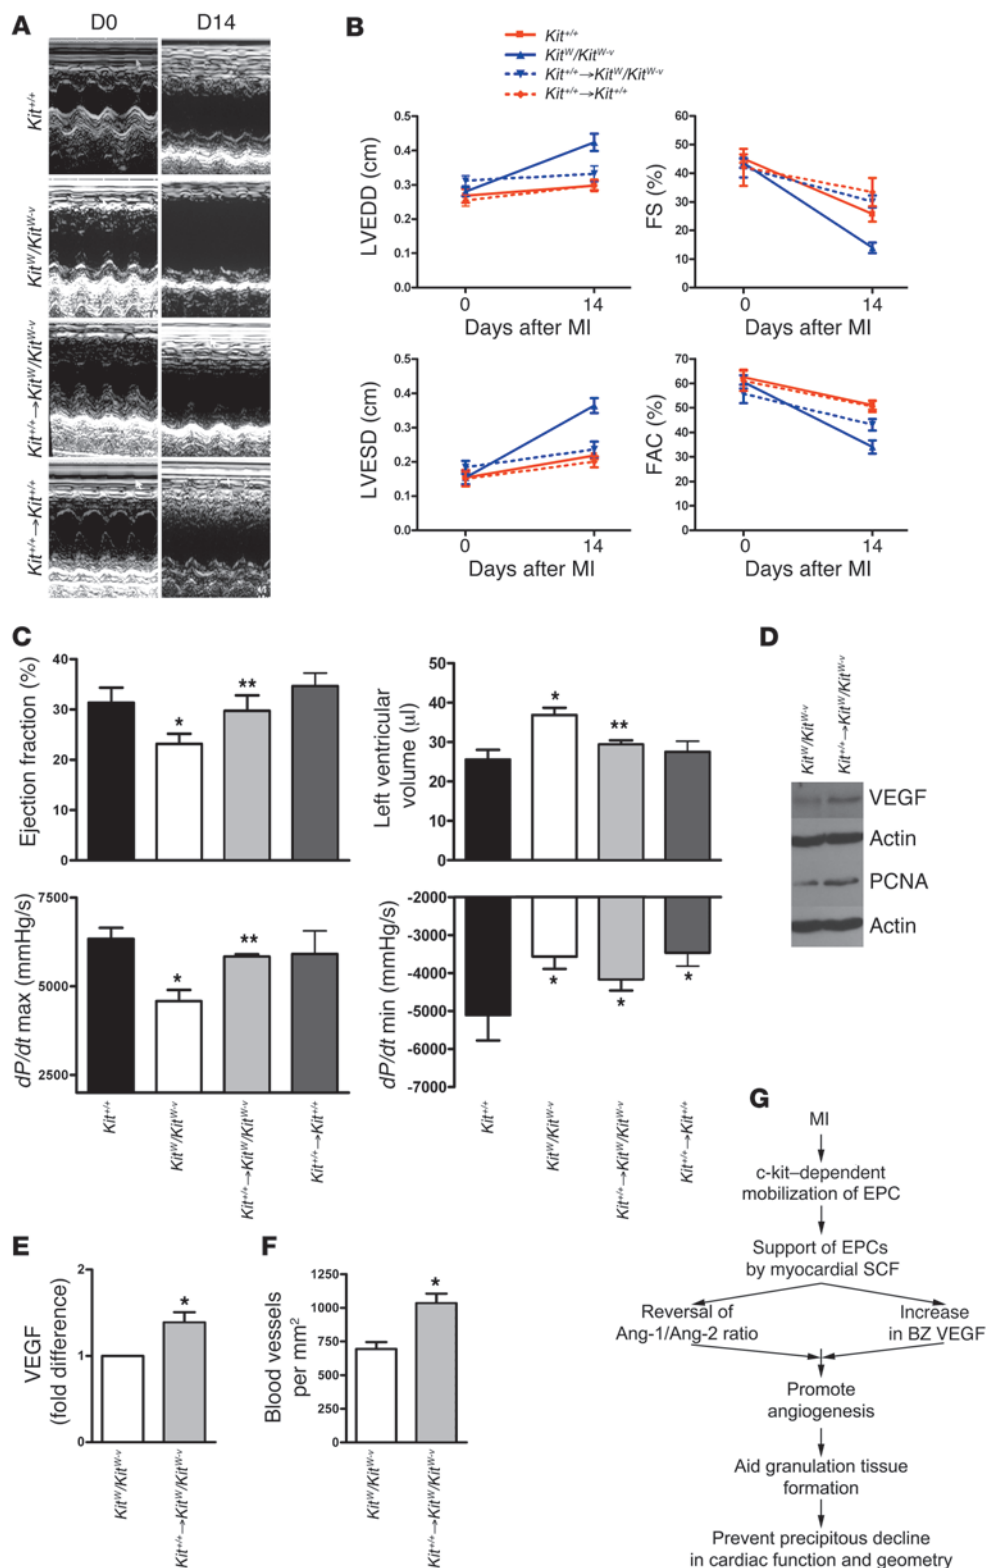 A
D0 D14
Kit+/+
KitW/KitW-v
Kit+/+→KitW/KitW-v
Kit+/+→Kit+/+
B
Kit+/+
KitW/KitW-v
Kit+/+→KitW/KitW-v
Kit+/+→Kit+/+
LVEDD (cm)
0.5
0.4
0.3
0.2
0.1
0.0
0 14
Days after MI
FS (%)
60
50
40
30
20
10
0
0 14
Days after MI
LVESD (cm)
0.5
0.4
0.3
0.2
0.1
0.0
0 14
Days after MI
FAC (%)
70
60
50
40
30
20
10
0
0 14
Days after MI
C
Ejection fraction (%)
40
30
20
10
0
* **
Left ventricular
volume (μl)
50
40
30
20
10
0
* **
dP/dt max (mmHg/s)
7500
5000
2500
* **
Kit+/+
KitW/KitW-v
Kit+/+→KitW/KitW-v
Kit+/+→Kit+/+
dP/dt min (mmHg/s)
-2000
-3000
-4000
-5000
-6000
-7000
* * *
Kit+/+
KitW/KitW-v
Kit+/+→KitW/KitW-v
Kit+/+→Kit+/+
D
KitW/KitW-v
Kit+/+→KitW/KitW-v
VEGF
Actin
PCNA
Actin
E
VEGF
(fold difference)
2
1
0
*
KitW/KitW-v
Kit+/+→KitW/KitW-v
F
Blood vessels
per mm2
1250
1000
750
500
250
0
*
KitW/KitW-v
Kit+/+→KitW/KitW-v
G
MI
c-kit–dependent
mobilization of EPC
Support of EPCs
by myocardial SCF
Reversal of
Ang-1/Ang-2 ratio
Increase
in BZ VEGF
Promote
angiogenesis
Aid granulation tissue
formation
Prevent precipitous decline
in cardiac function and geometry